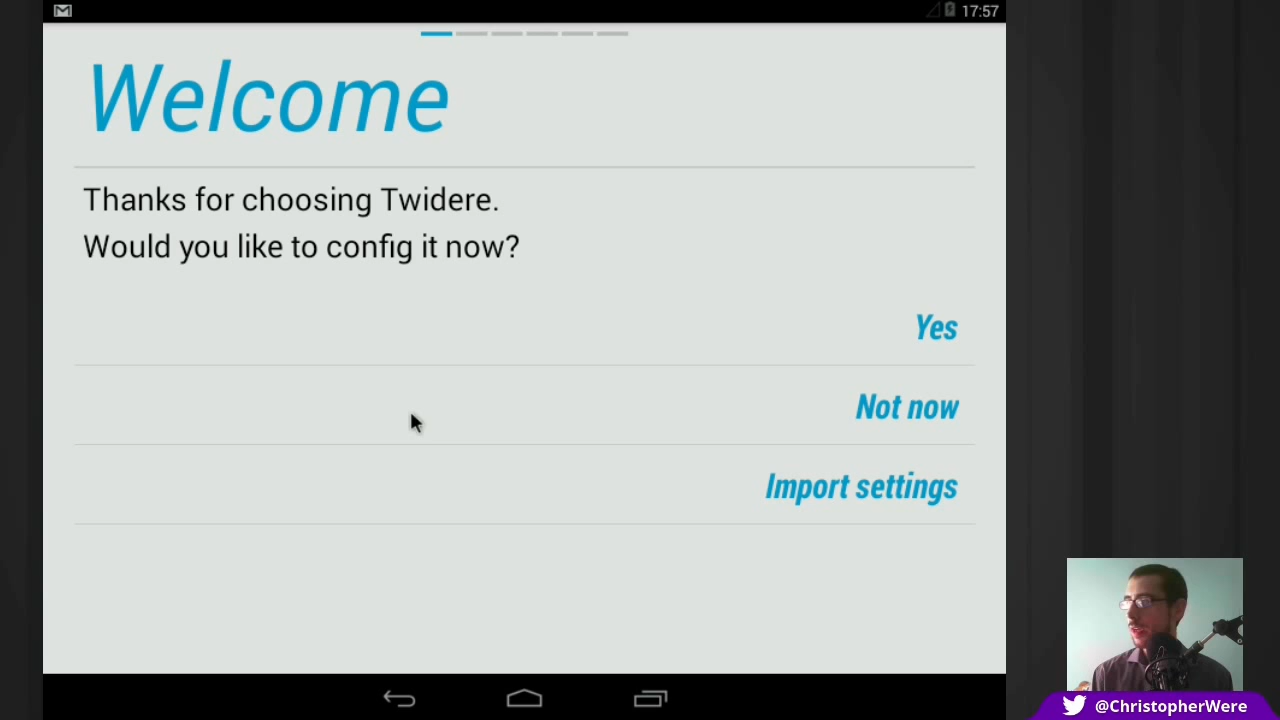 17:57
Welcome
Thanks for choosing Twidere.
Would you like to config it now?
Yes
Not now
Import settings
@ChristopherWere